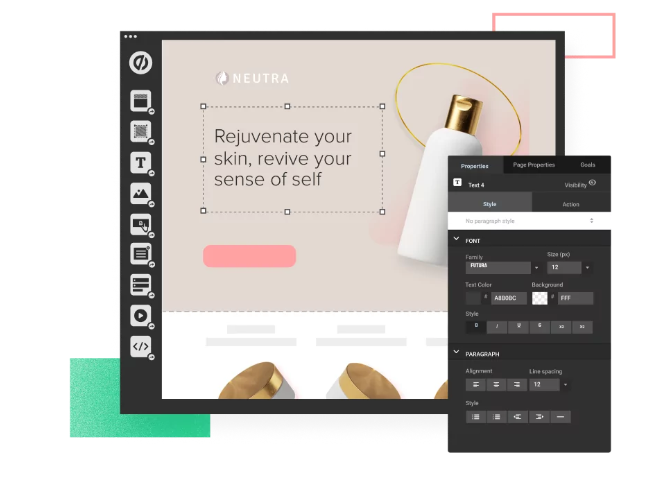 NEUTRA
Rejuvenate your
skin, revive your
sense of self
T
</>
Properties Page Properties Goals
T Text 4 Visibility
Style Action
No paragraph style
FONT
Family Size (px)
FUTURA 12
Text Color Background
# # FFF
Style
B I U S
PARAGRAPH
Alignment Line spacing
12
Style